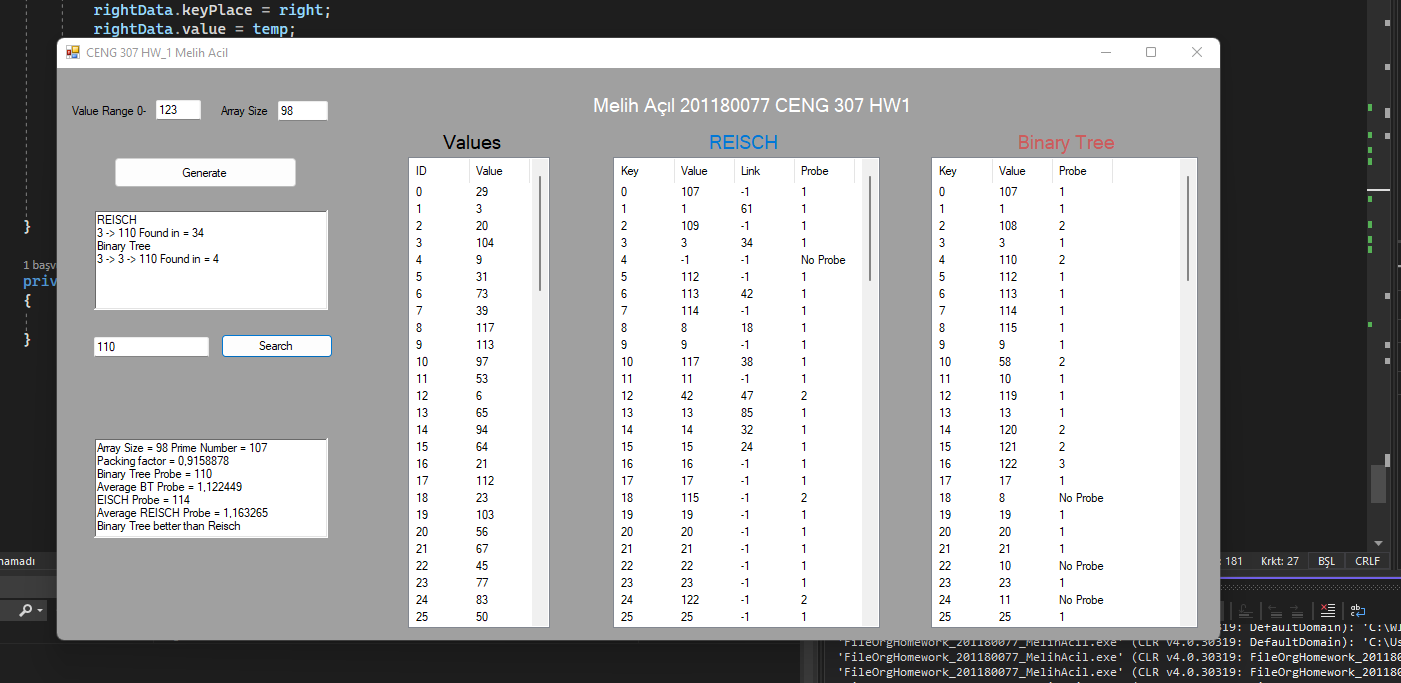 rightData.keyPlace = right;
rightData.value = temp;
CENG 307 HW_1 Melih Acil
Value Range 0- 123 Array Size 98
Melih Açıl 201180077 CENG 307 HW1
Generate
REISCH
3 -> 110 Found in = 34
Binary Tree
3 -> 3 -> 110 Found in = 4
110 Search
Array Size = 98 Prime Number = 107
Packing factor = 0,9158878
Binary Tree Probe = 110
Average BT Probe = 1,122449
EISCH Probe = 114
Average REISCH Probe = 1,163265
Binary Tree better than Reisch
Values
ID Value
0 29
1 3
2 20
3 104
4 9
5 31
6 73
7 39
8 117
9 113
10 97
11 53
12 6
13 65
14 94
15 64
16 21
17 112
18 23
19 103
20 56
21 67
22 45
23 77
24 83
25 50
REISCH
Key Value Link Probe
0 107 -1 1
1 1 61 1
2 109 -1 1
3 3 34 1
4 -1 -1 No Probe
5 112 -1 1
6 113 42 1
7 114 -1 1
8 8 18 1
9 9 -1 1
10 117 38 1
11 11 -1 1
12 42 47 2
13 13 85 1
14 14 32 1
15 15 24 1
16 16 -1 1
17 17 -1 1
18 115 -1 2
19 19 -1 1
20 20 -1 1
21 21 -1 1
22 22 -1 1
23 23 -1 1
24 122 -1 2
25 25 -1 1
Binary Tree
Key Value Probe
0 107 1
1 1 1
2 108 2
3 3 1
4 110 2
5 112 1
6 113 1
7 114 1
8 115 1
9 9 1
10 58 2
11 10 1
12 119 1
13 13 1
14 120 2
15 121 2
16 122 3
17 17 1
18 8 No Probe
19 19 1
20 20 1
21 21 1
22 10 No Probe
23 23 1
24 11 No Probe
25 25 1
}
1 başv
priv
{
}
namadı
: 181 Krkt: 27 BŞL CRLF
319: DefaultDomain): 'C:\WI
'FileOrgHomework_201180077_MelihAcil.exe' (CLR v4.0.30319: DefaultDomain): 'C:\Us
'FileOrgHomework_201180077_MelihAcil.exe' (CLR v4.0.30319: FileOrgHomework_201180
'FileOrgHomework_201180077_MelihAcil.exe' (CLR v4.0.30319: FileOrgHomework_201180